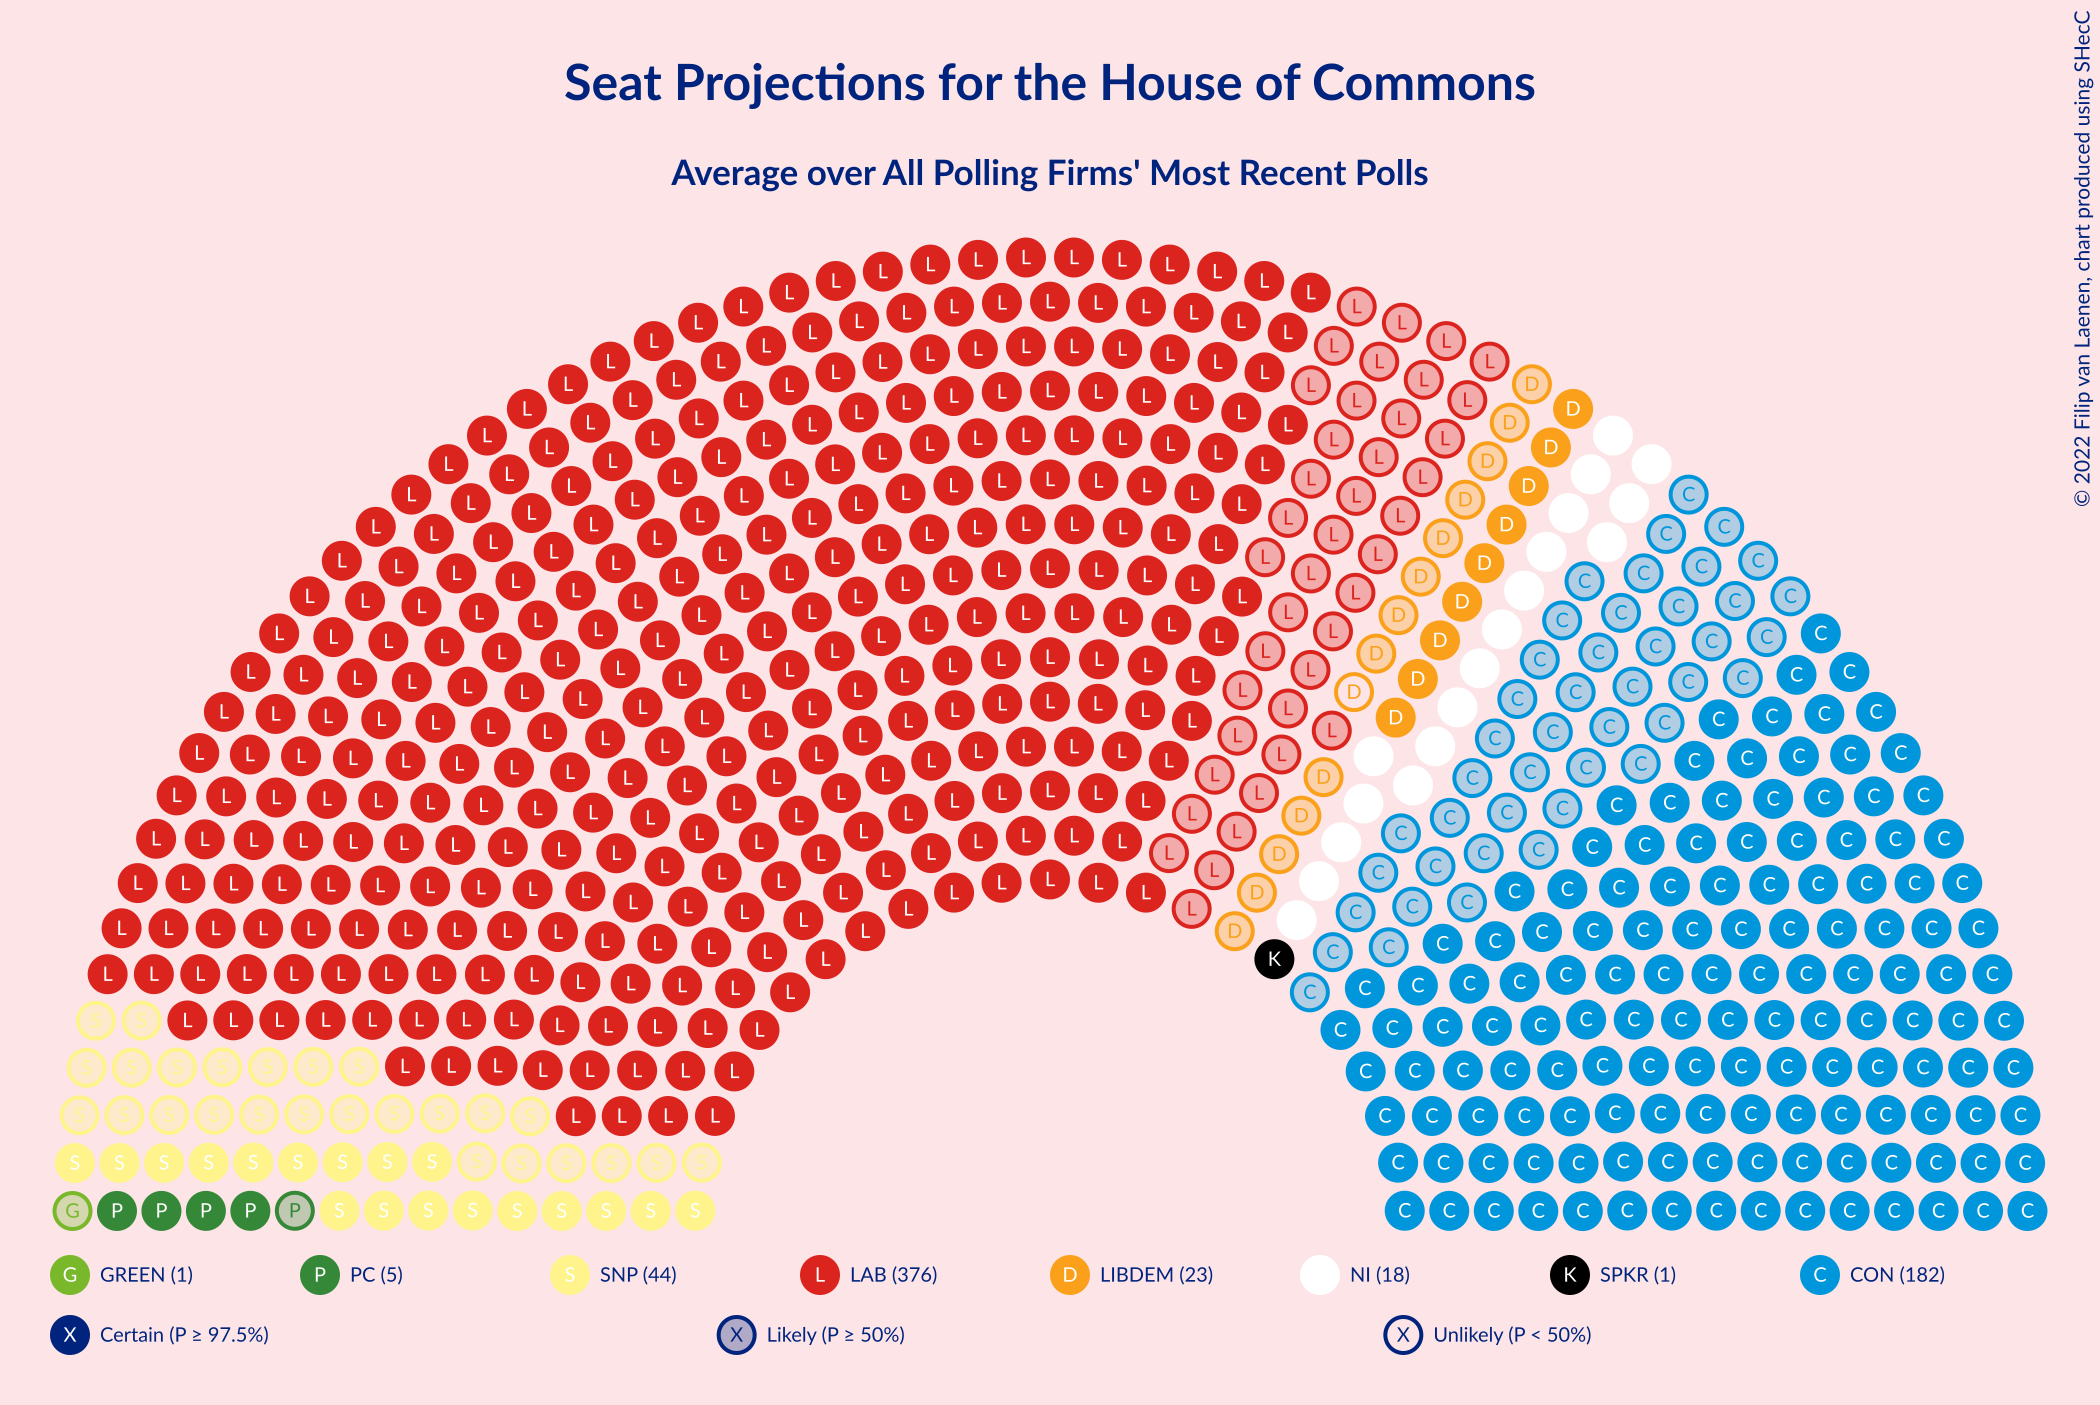 Seat Projections for the House of Commons
Average over All Polling Firms' Most Recent Polls
© 2022 Filip van Laenen, chart produced using SHecC
G GREEN (1)
P PC (5)
S SNP (44)
L LAB (376)
D LIBDEM (23)
NI (18)
K SPKR (1)
C CON (182)
X Certain (P ≥ 97.5%)
X Likely (P ≥ 50%)
X Unlikely (P < 50%)